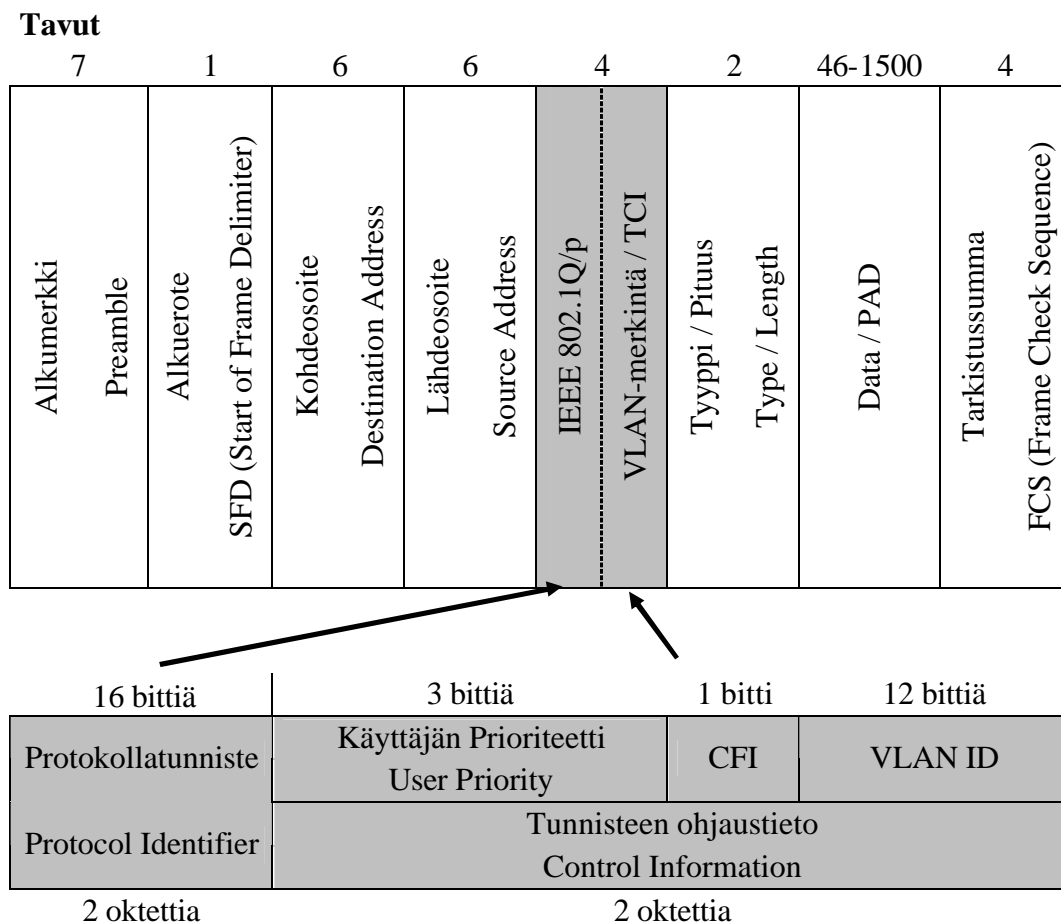 Tavut
7 1 6 6 4 2 46-1500 4
Alkumerkki
Preamble
Alkuerote
SFD (Start of Frame Delimiter)
Kohdeosoite
Destination Address
Lähdeosoite
Source Address
IEEE 802.1Q/p
VLAN-merkintä / TCI
Tyyppi / Pituus
Type / Length
Data / PAD
Tarkistussumma
FCS (Frame Check Sequence)
16 bittiä 3 bittiä 1 bitti 12 bittiä
Protokollatunniste
Käyttäjän Prioriteetti
User Priority
CFI
VLAN ID
Protocol Identifier
Tunnisteen ohjaustieto
Control Information
2 oktettia 2 oktettia